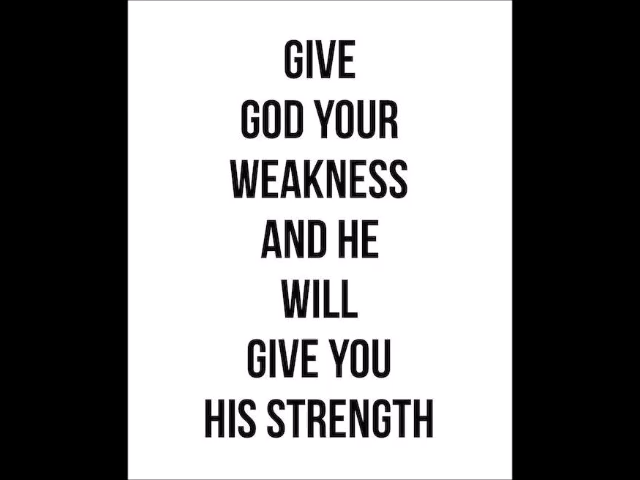 GIVE
GOD YOUR
WEAKNESS
AND HE
WILL
GIVE YOU
HIS STRENGTH